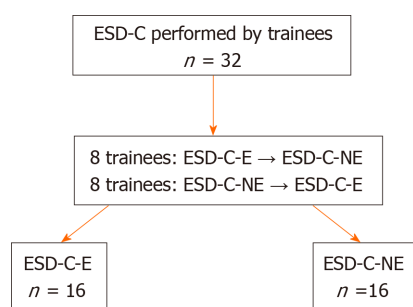 ESD-C performed by trainees
n = 32
8 trainees: ESD-C-E → ESD-C-NE
8 trainees: ESD-C-NE → ESD-C-E
ESD-C-E
n = 16
ESD-C-NE
n =16